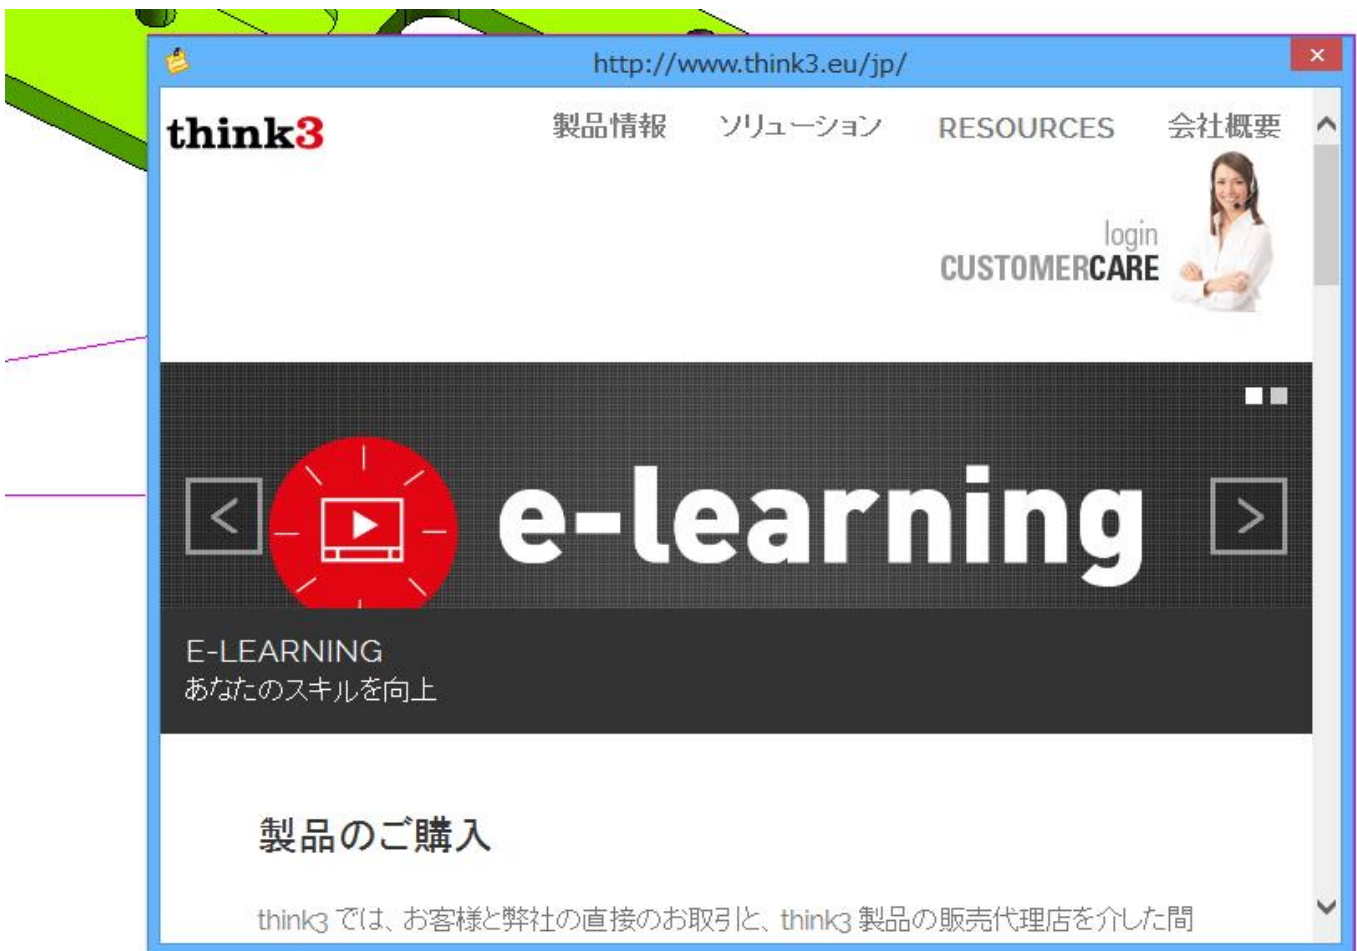 http://www.think3.eu/jp/
think3
製品情報 ソリューション RESOURCES 会社概要
login
CUSTOMERCARE
e-learning
E-LEARNING
あなたのスキルを向上
製品のご購入
think3 では、お客様と弊社の直接のお取引と、think3 製品の販売代理店を介した間